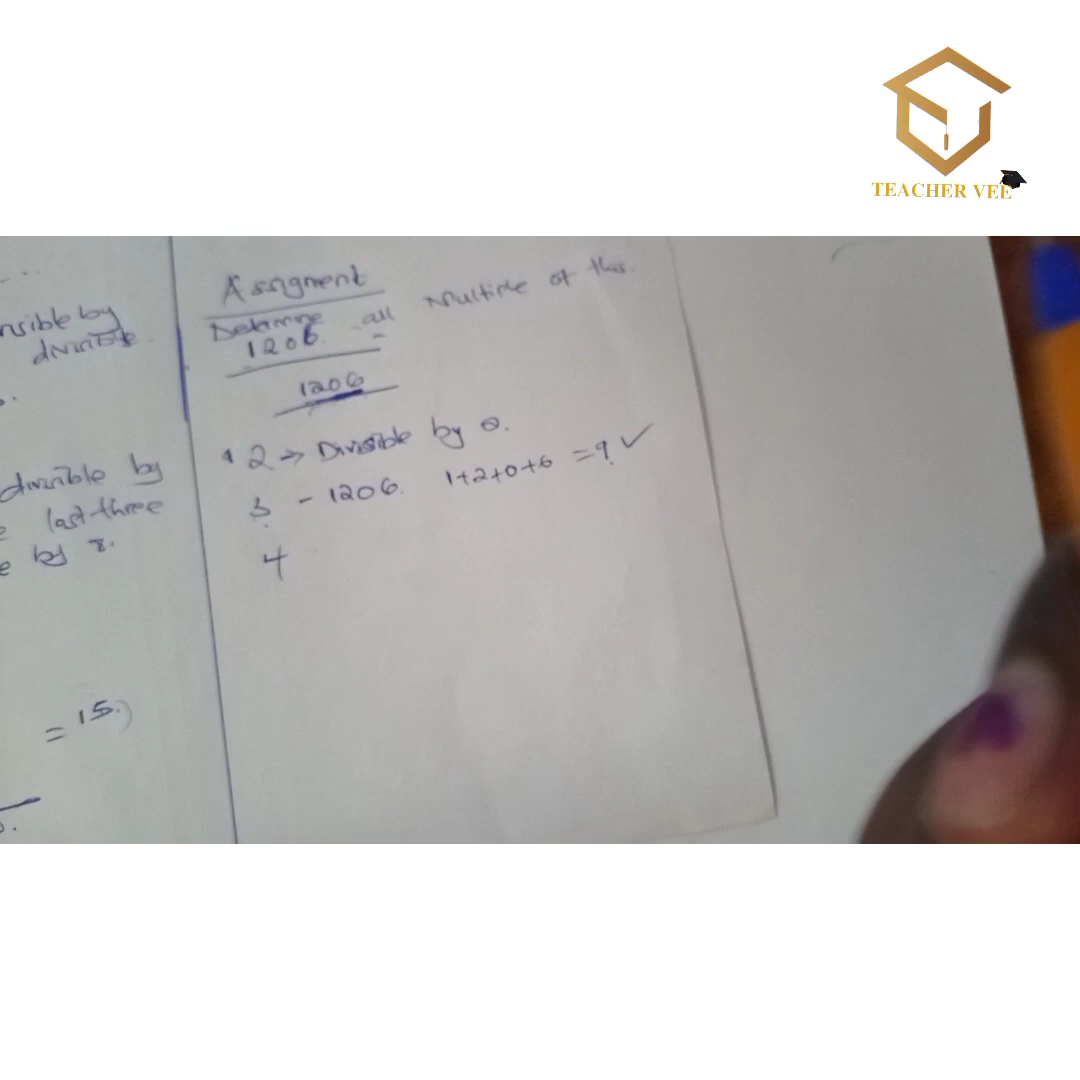 TEACHER VEE
nsible by
divisible
divisible by
last three
by 8.
= 15.
Assignment
Determine all Multiple of this.
1206.
1206
2 → Divisible by 2.
3 - 1206. 1+2+0+6 = 9. ✓
4